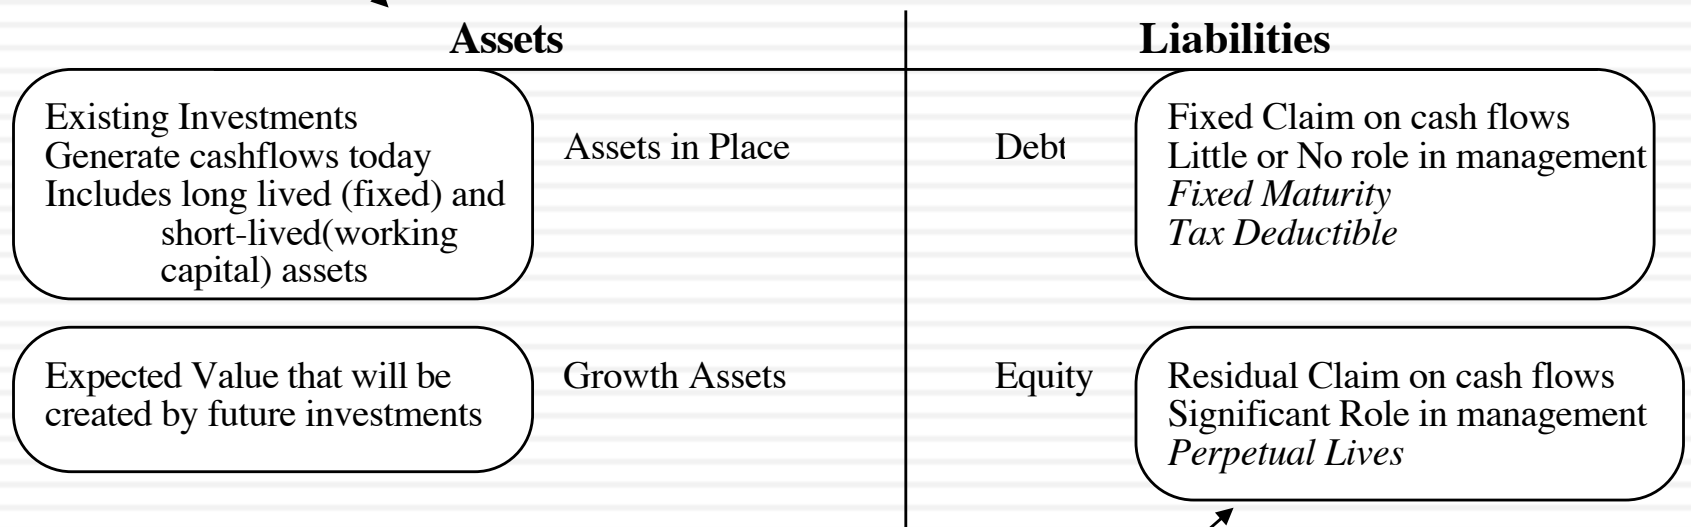 Assets
Liabilities
Existing Investments
Generate cashflows today
Includes long lived (fixed) and
short-lived(working
capital) assets
Assets in Place
Debt
Fixed Claim on cash flows
Little or No role in management
Fixed Maturity
Tax Deductible
Expected Value that will be
created by future investments
Growth Assets
Equity
Residual Claim on cash flows
Significant Role in management
Perpetual Lives